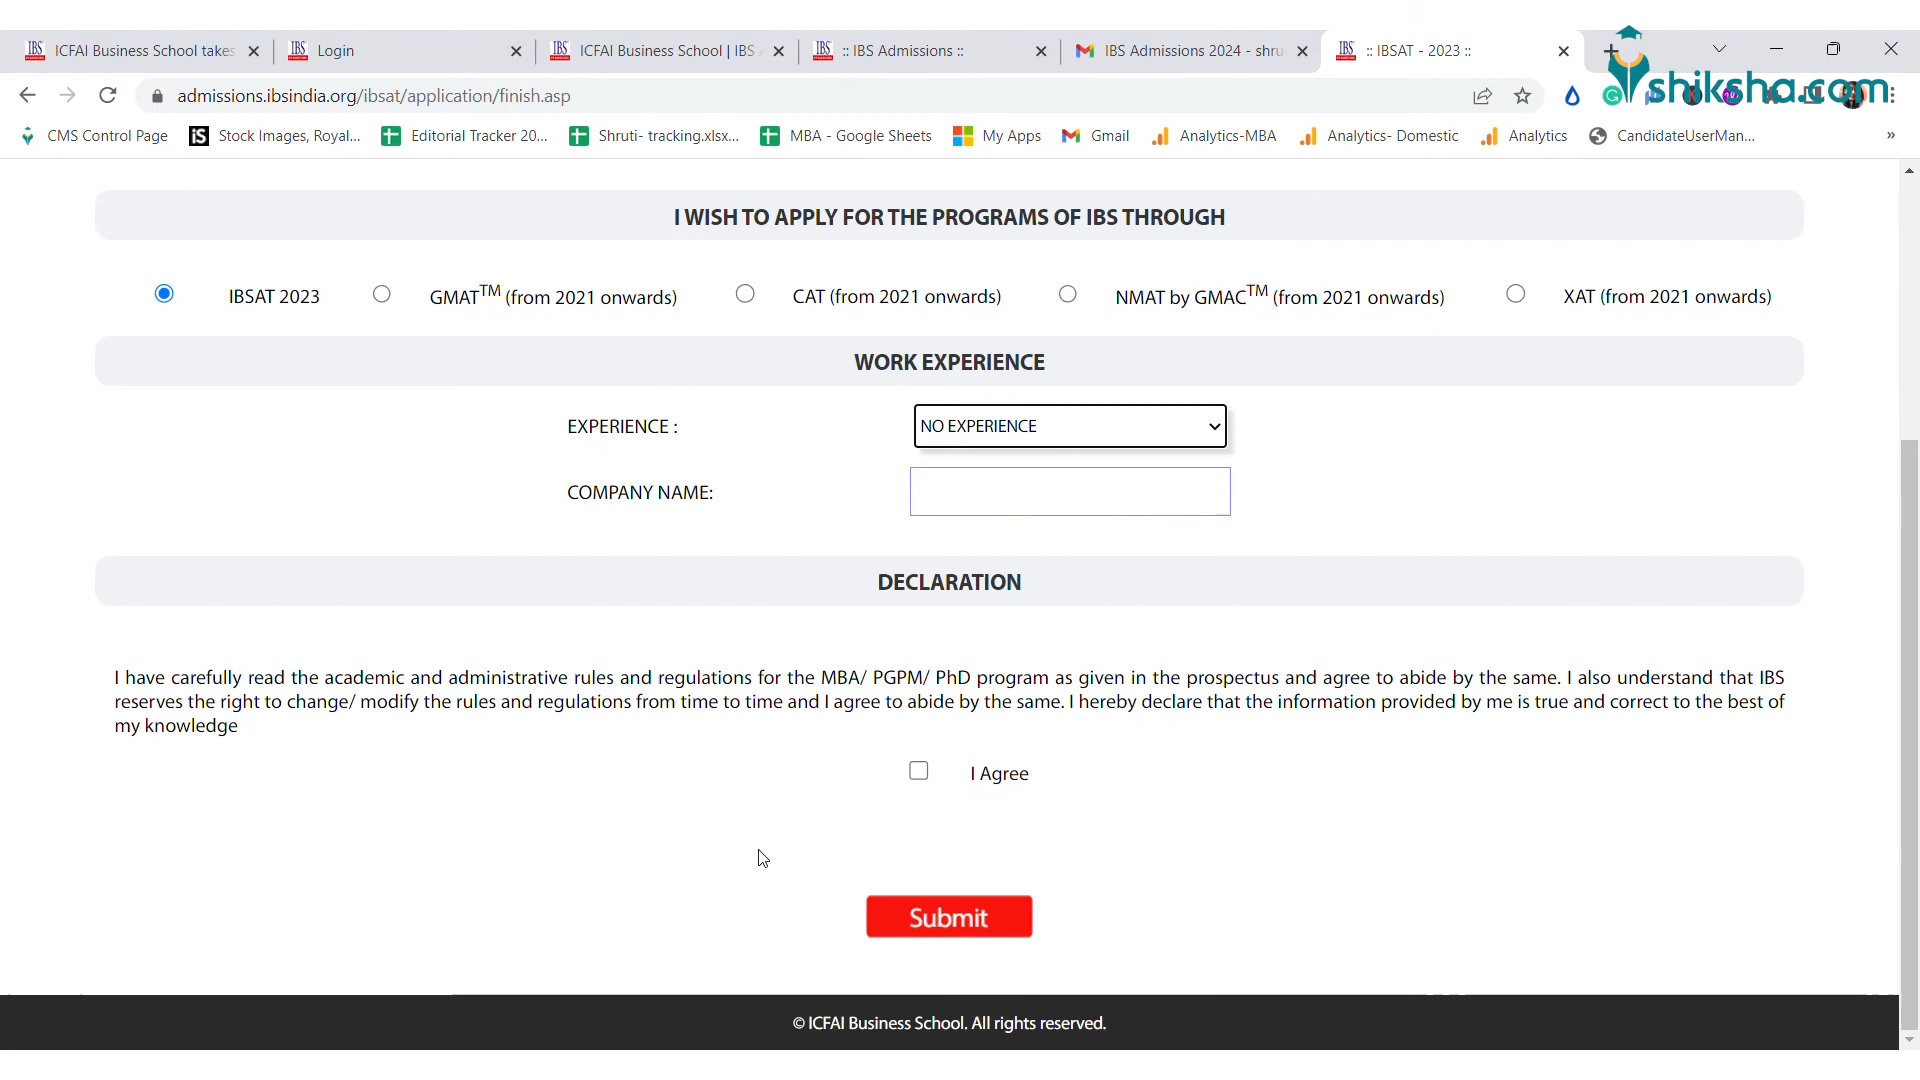 ICFAI Business School takes
Login
ICFAI Business School | IBS
:: IBS Admissions ::
IBS Admissions 2024 - shru
:: IBSAT - 2023 ::
shiksha.com
admissions.ibsindia.org/ibsat/application/finish.asp
CMS Control Page
iS Stock Images, Royal...
Editorial Tracker 20...
Shruti- tracking.xlsx...
MBA - Google Sheets
My Apps
Gmail
Analytics-MBA
Analytics- Domestic
Analytics
CandidateUserMan...
»
I WISH TO APPLY FOR THE PROGRAMS OF IBS THROUGH
IBSAT 2023
GMAT™ (from 2021 onwards)
CAT (from 2021 onwards)
NMAT by GMAC™ (from 2021 onwards)
XAT (from 2021 onwards)
WORK EXPERIENCE
EXPERIENCE :
NO EXPERIENCE
COMPANY NAME:
DECLARATION
I have carefully read the academic and administrative rules and regulations for the MBA/ PGPM/ PhD program as given in the prospectus and agree to abide by the same. I also understand that IBS
reserves the right to change/ modify the rules and regulations from time to time and I agree to abide by the same. I hereby declare that the information provided by me is true and correct to the best of
my knowledge
I Agree
Submit
© ICFAI Business School. All rights reserved.